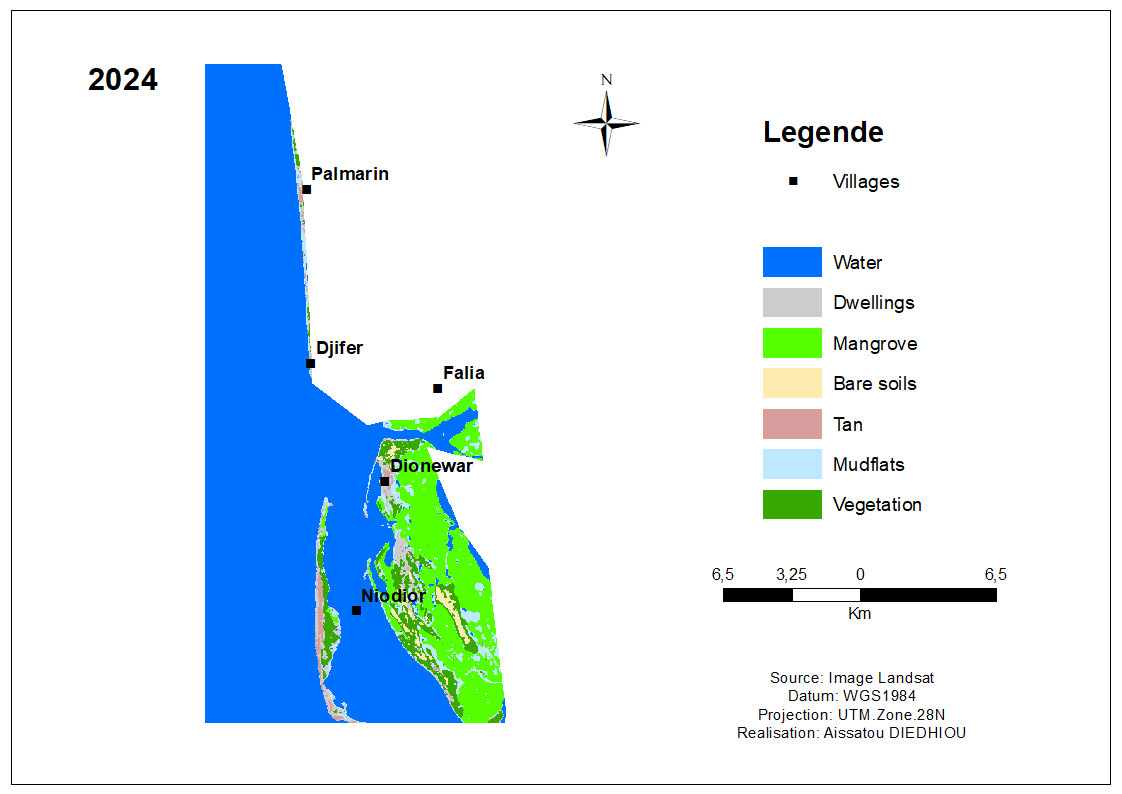 2024
N
Palmarin
Djifer
Falia
Dionewar
Niodior
Legende
Villages
Water
Dwellings
Mangrove
Bare soils
Tan
Mudflats
Vegetation
6,5 3,25 0 6,5
Km
Source: Image Landsat
Datum: WGS1984
Projection: UTM.Zone.28N
Realisation: Aissatou DIEDHIOU